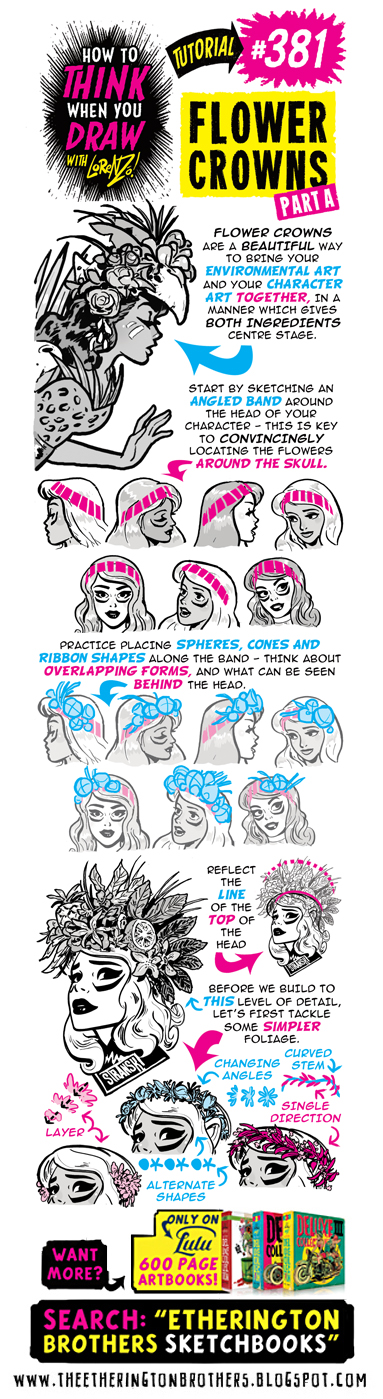 HOW TO
THINK
WHEN YOU
DRAW
WITH LORENZO!
TUTORIAL
#381
FLOWER
CROWNS
PART A
FLOWER CROWNS
ARE A BEAUTIFUL WAY
TO BRING YOUR
ENVIRONMENTAL ART
AND YOUR CHARACTER
ART TOGETHER, IN A
MANNER WHICH GIVES
BOTH INGREDIENTS
CENTRE STAGE.
START BY SKETCHING AN
ANGLED BAND AROUND
THE HEAD OF YOUR
CHARACTER - THIS IS KEY
TO CONVINCINGLY
LOCATING THE FLOWERS
AROUND THE SKULL.
PRACTICE PLACING SPHERES, CONES AND
RIBBON SHAPES ALONG THE BAND - THINK ABOUT
OVERLAPPING FORMS, AND WHAT CAN BE SEEN
BEHIND THE HEAD.
REFLECT
THE
LINE
OF THE
TOP OF
THE
HEAD
BEFORE WE BUILD TO
THIS LEVEL OF DETAIL,
LET'S FIRST TACKLE
SOME SIMPLER
FOLIAGE.
CHANGING
ANGLES
CURVED
STEM
SINGLE
DIRECTION
LAYER
ALTERNATE
SHAPES
WANT
MORE?
ONLY ON
Lulu
600 PAGE
ARTBOOKS!
SEARCH: "ETHERINGTON
BROTHERS SKETCHBOOKS"
WWW.THEETHERINGTONBROTHERS.BLOGSPOT.COM